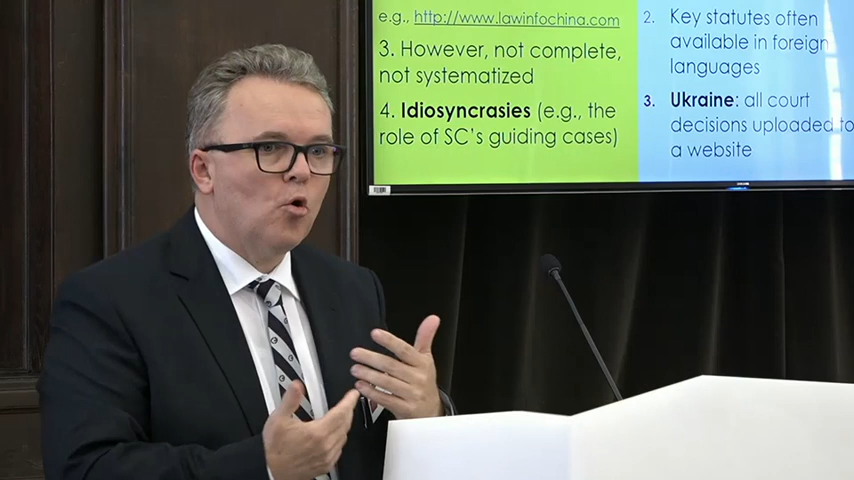 e.g., http://www.lawinfochina.com
3. However, not complete,
not systematized
4. Idiosyncrasies (e.g., the
role of SC's guiding cases)
2. Key statutes often
available in foreign
languages
3. Ukraine: all court
decisions uploaded to
a website